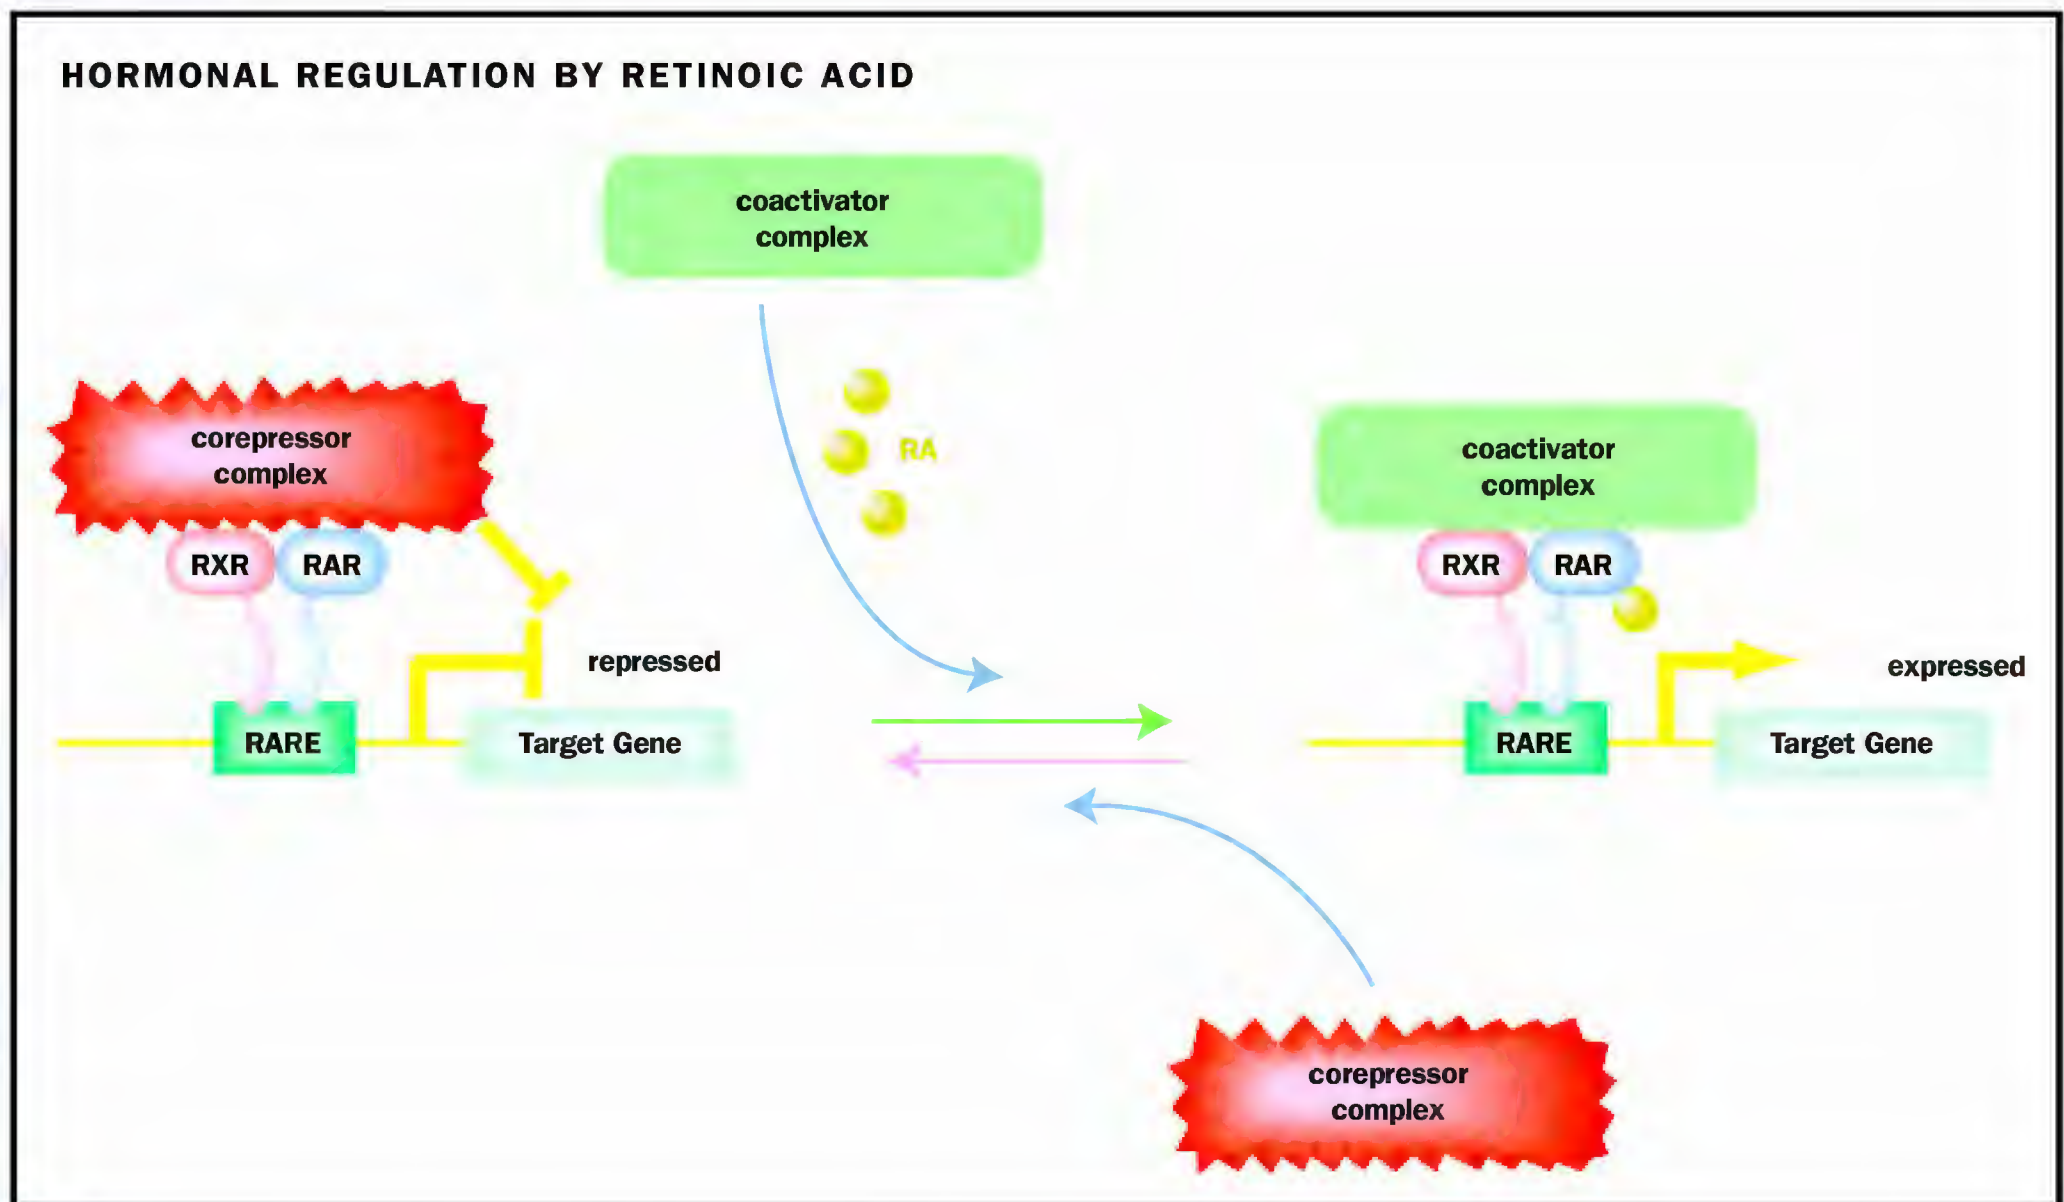 HORMONAL REGULATION BY RETINOIC ACID
coactivator
complex
RA
corepressor
complex
RXR
RAR
repressed
RARE
Target Gene
coactivator
complex
RXR
RAR
expressed
RARE
Target Gene
corepressor
complex